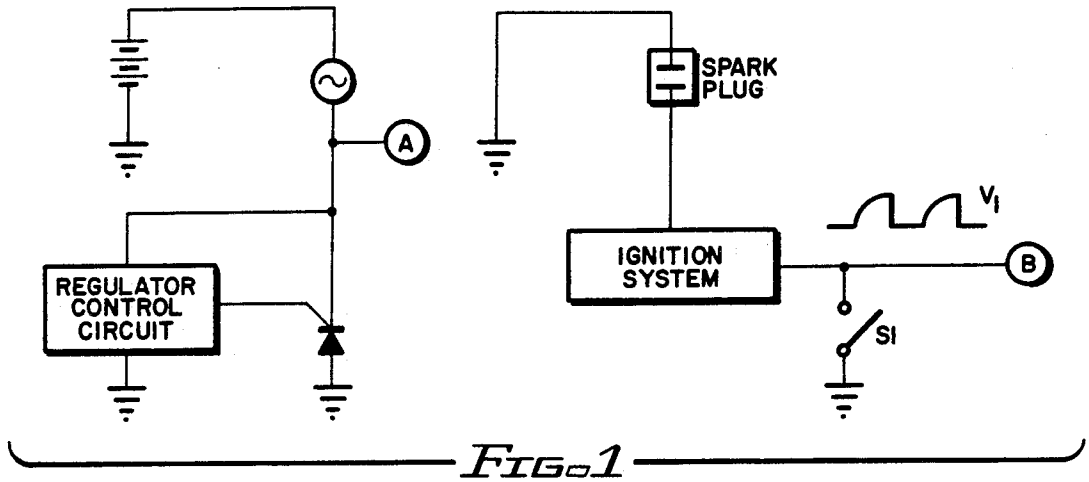 SPARK
PLUG
A
V1
IGNITION
SYSTEM
B
REGULATOR
CONTROL
CIRCUIT
S1
FIG. 1